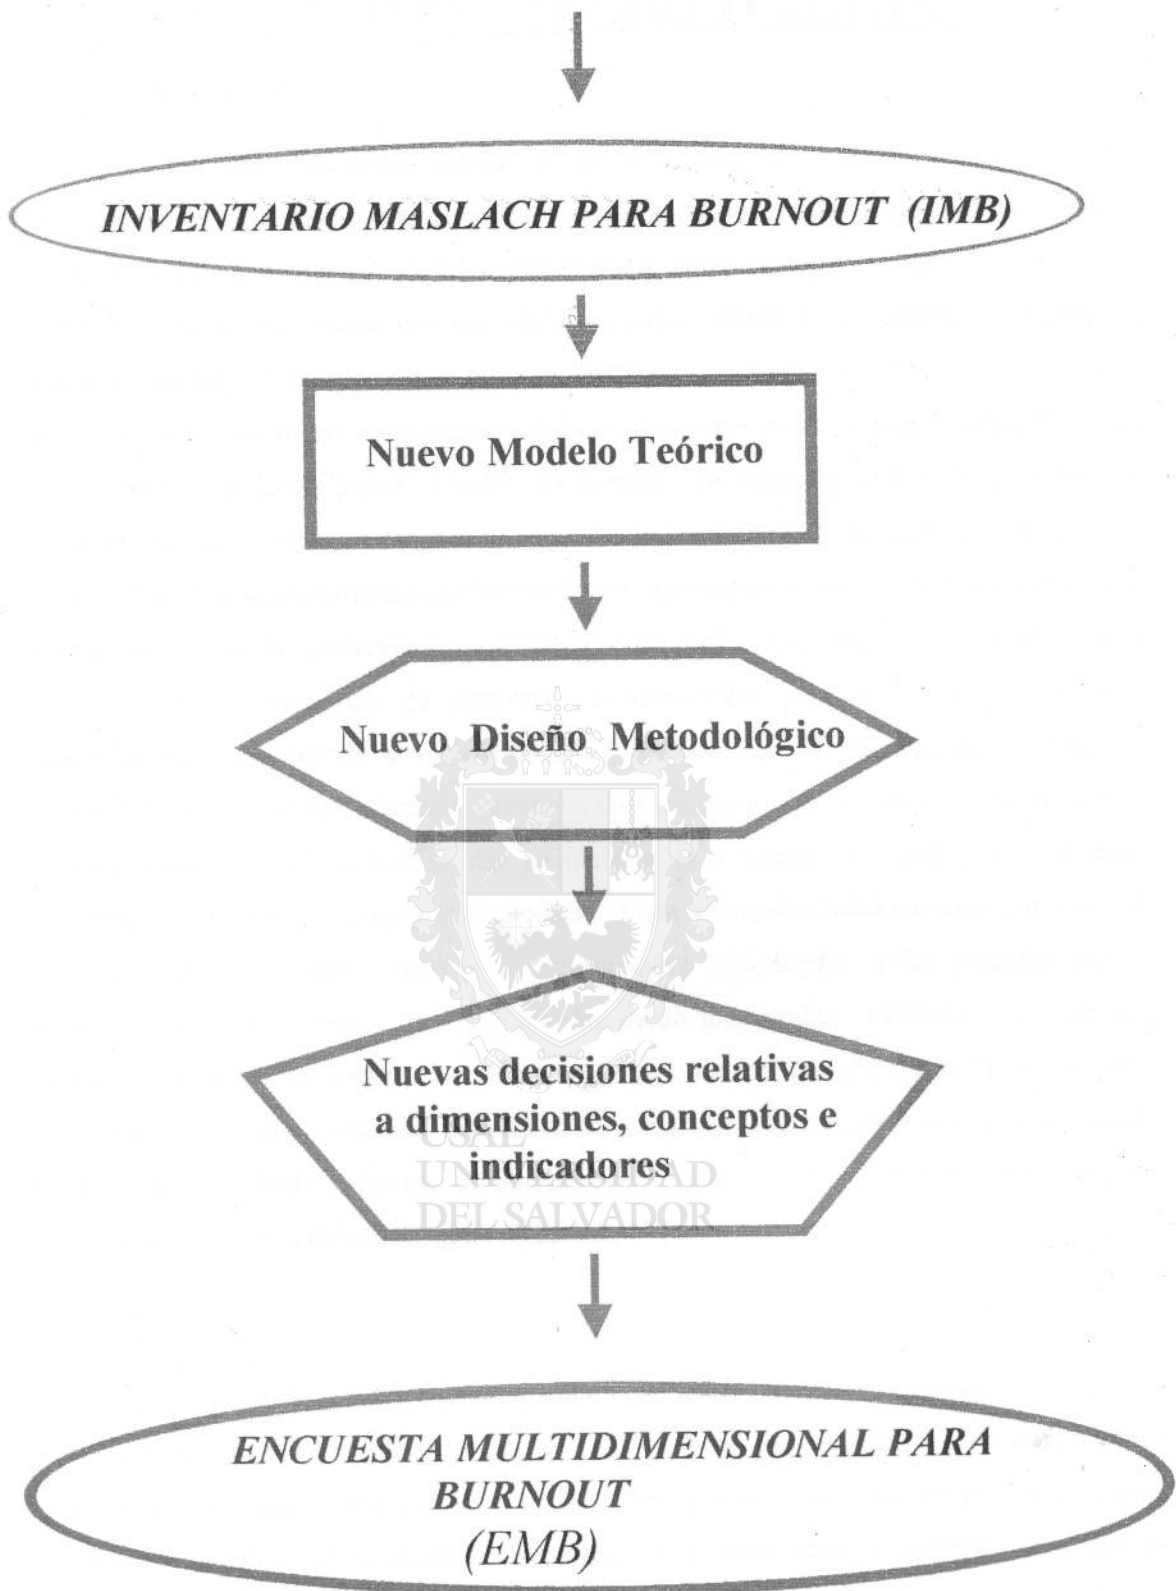 INVENTARIO MASLACH PARA BURNOUT (IMB)
Nuevo Modelo Teórico
Nuevo Diseño Metodológico
Nuevas decisiones relativas
a dimensiones, conceptos e
indicadores
USAL
UNIVERSIDAD
DEL SALVADOR
ENCUESTA MULTIDIMENSIONAL PARA
BURNOUT
(EMB)